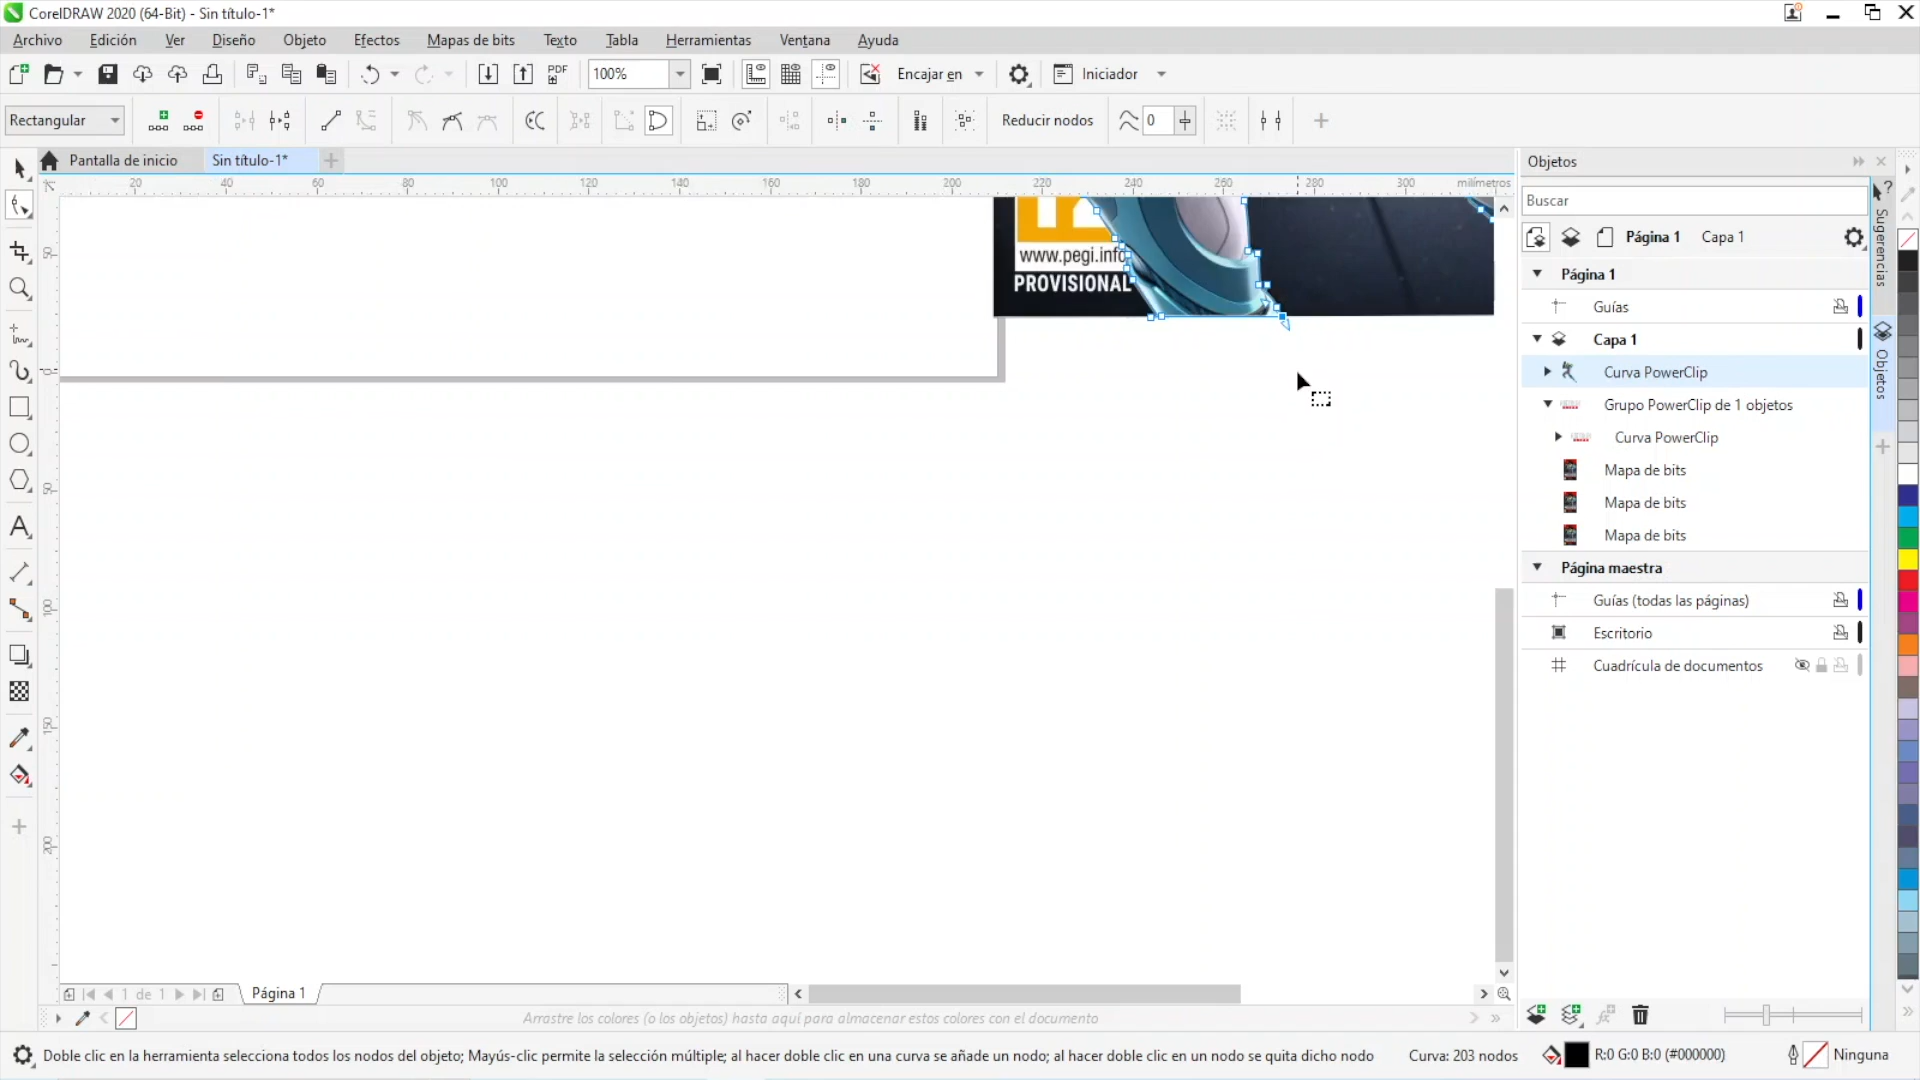 CorelDRAW 2020 (64-Bit) - Sin título-1*
Archivo Edición Ver Diseño Objeto Efectos Mapas de bits Texto Tabla Herramientas Ventana Ayuda
PDF 100% Encajar en Iniciador
Rectangular Reducir nodos 0
Pantalla de inicio Sin título-1*
Objetos
20 40 60 80 100 120 140 160 180 200 220 240 260 280 300 milímetros
Buscar
Página 1 Capa 1
Página 1
Guías
Capa 1
Curva PowerClip
Grupo PowerClip de 1 objetos
Curva PowerClip
Mapa de bits
Mapa de bits
Mapa de bits
Página maestra
Guías (todas las páginas)
Escritorio
Cuadrícula de documentos
Sugerencias
Objetos
www.pegi.info
PROVISIONAL
50
0
50
100
150
200
1 de 1 Página 1
Arrastre los colores (o los objetos) hasta aquí para almacenar estos colores con el documento
Doble clic en la herramienta selecciona todos los nodos del objeto; Mayús-clic permite la selección múltiple; al hacer doble clic en una curva se añade un nodo; al hacer doble clic en un nodo se quita dicho nodo Curva: 203 nodos R:0 G:0 B:0 (#000000) Ninguna